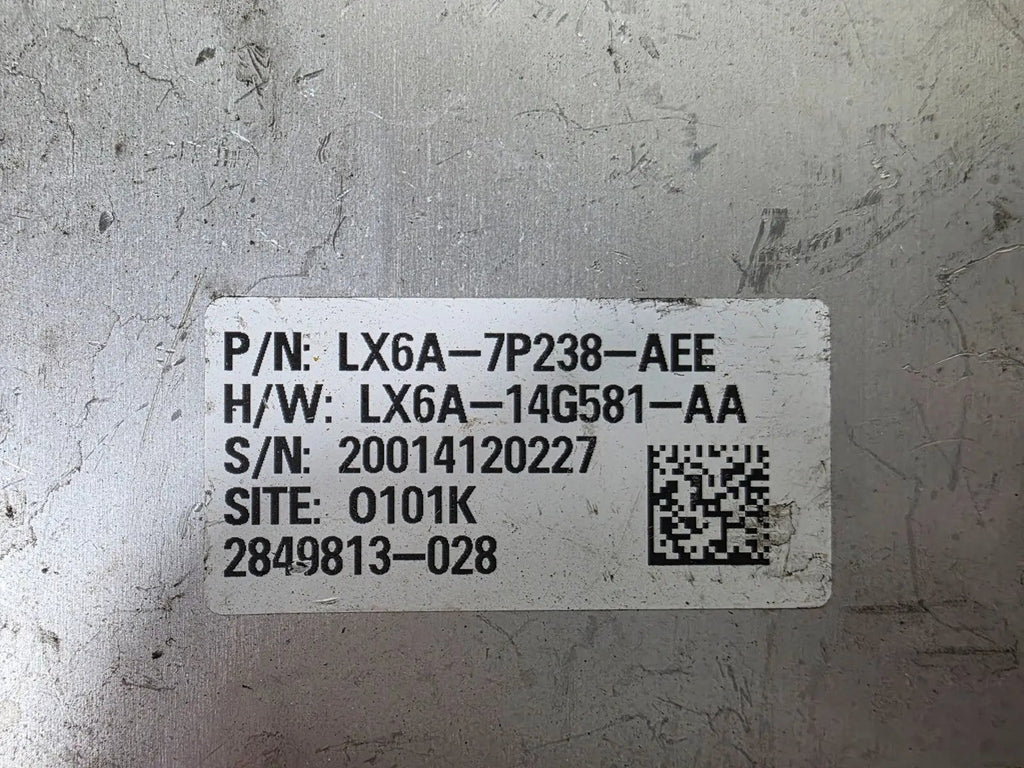 P/N: LX6A-7P238-AEE
H/W: LX6A-14G581-AA
S/N: 20014120227
SITE: O101K
2849813-028